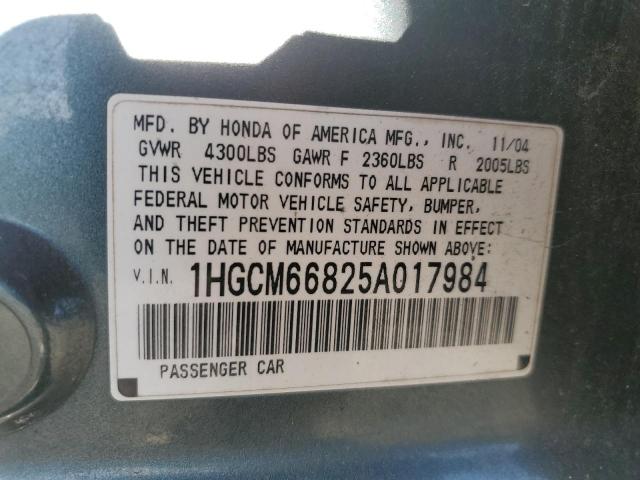 MFD. BY HONDA OF AMERICA MFG., INC. 11/04
GVWR 4300LBS GAWR F 2360LBS R 2005LBS
THIS VEHICLE CONFORMS TO ALL APPLICABLE
FEDERAL MOTOR VEHICLE SAFETY, BUMPER,
AND THEFT PREVENTION STANDARDS IN EFFECT
ON THE DATE OF MANUFACTURE SHOWN ABOVE:
V.I.N. 1HGCM66825A017984
PASSENGER CAR